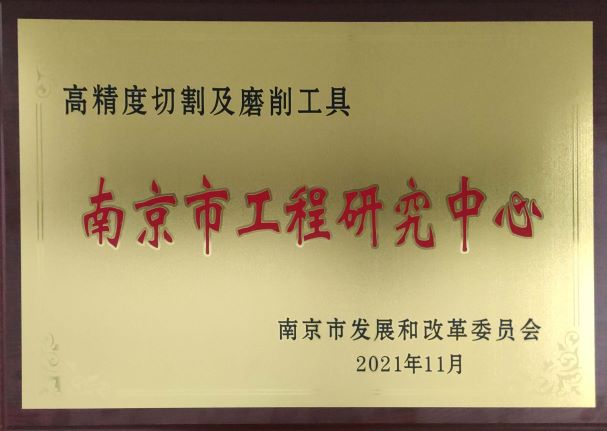 高精度切割及磨削工具
南京市工程研究中心
南京市发展和改革委员会
2021年11月